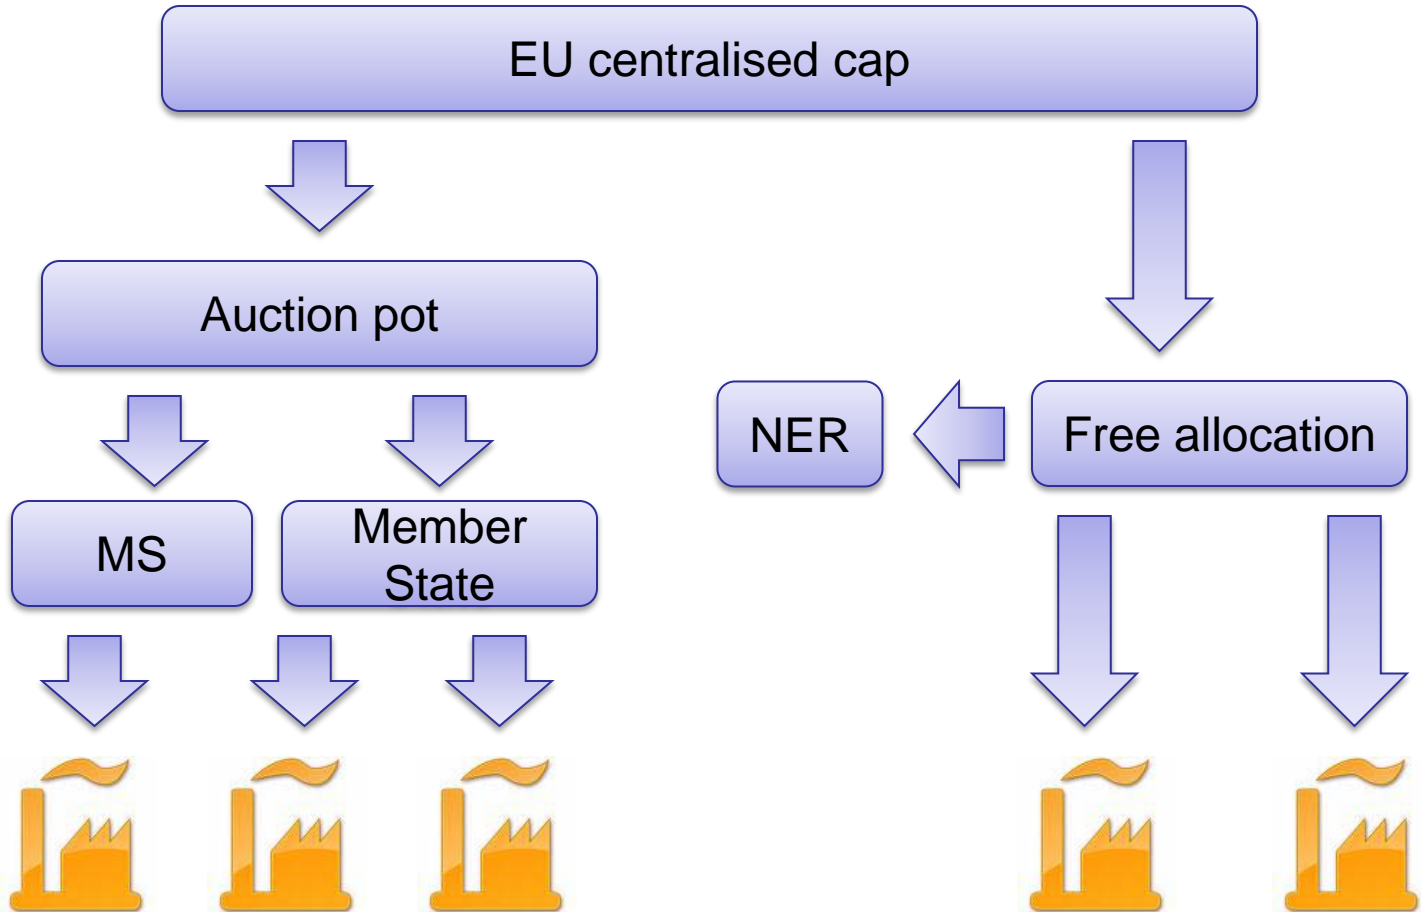 EU centralised cap
Auction pot
NER
Free allocation
MS
Member
State